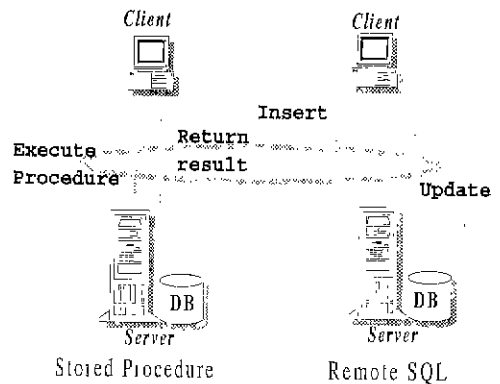 Client
Client
Insert
Return
result
Execute
Procedure
Update
DB
DB
Server
Server
Stored Procedure
Remote SQL